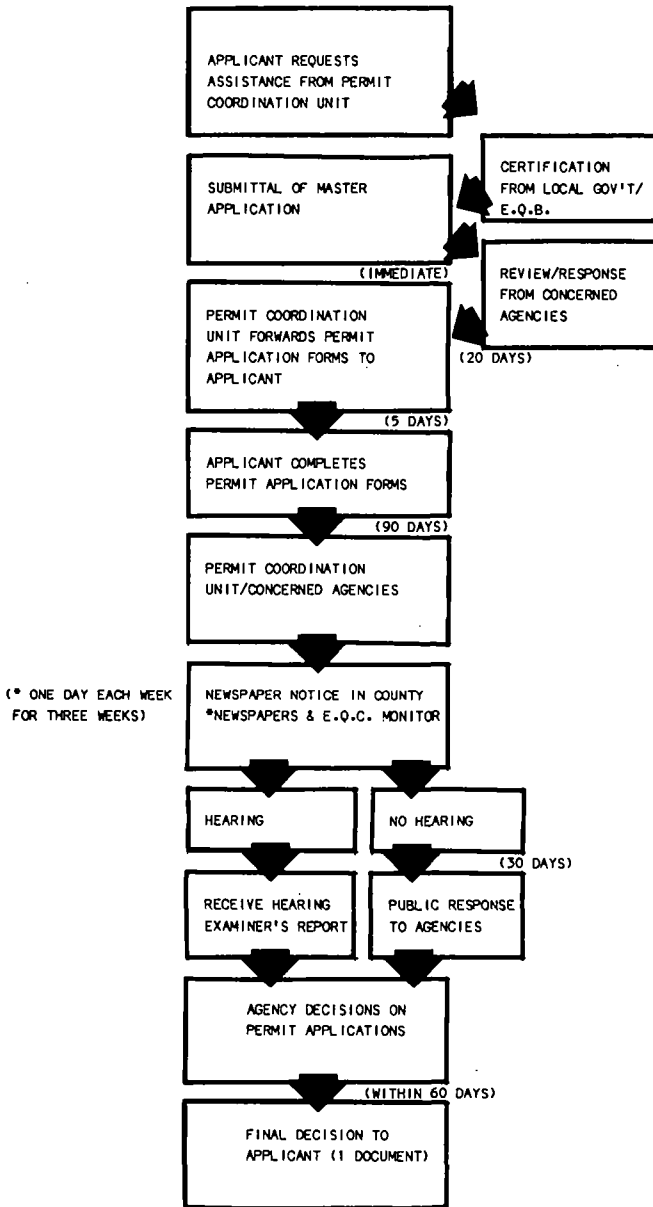 APPLICANT REQUESTS
ASSISTANCE FROM PERMIT
COORDINATION UNIT
CERTIFICATION
FROM LOCAL GOV'T/
E.Q.B.
SUBMITTAL OF MASTER
APPLICATION
(IMMEDIATE)
REVIEW/RESPONSE
FROM CONCERNED
AGENCIES
(20 DAYS)
PERMIT COORDINATION
UNIT FORWARDS PERMIT
APPLICATION FORMS TO
APPLICANT
(5 DAYS)
APPLICANT COMPLETES
PERMIT APPLICATION FORMS
(90 DAYS)
PERMIT COORDINATION
UNIT/CONCERNED AGENCIES
(* ONE DAY EACH WEEK
FOR THREE WEEKS)
NEWSPAPER NOTICE IN COUNTY
*NEWSPAPERS & E.Q.C. MONITOR
HEARING
NO HEARING
(30 DAYS)
RECEIVE HEARING
EXAMINER'S REPORT
PUBLIC RESPONSE
TO AGENCIES
AGENCY DECISIONS ON
PERMIT APPLICATIONS
(WITHIN 60 DAYS)
FINAL DECISION TO
APPLICANT (1 DOCUMENT)